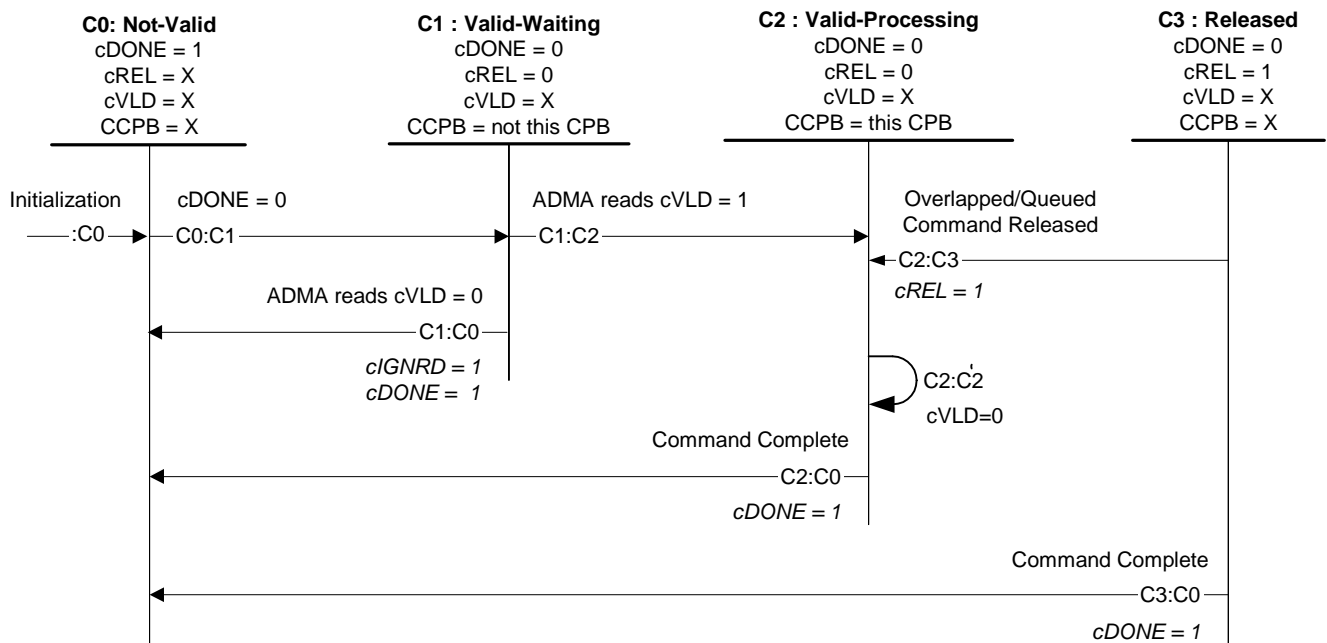 C0: Not-Valid
cDONE = 1
cREL = X
cVLD = X
CCPB = X
C1 : Valid-Waiting
cDONE = 0
cREL = 0
cVLD = X
CCPB = not this CPB
C2 : Valid-Processing
cDONE = 0
cREL = 0
cVLD = X
CCPB = this CPB
C3 : Released
cDONE = 0
cREL = 1
cVLD = X
CCPB = X
Initialization
:C0
cDONE = 0
C0:C1
ADMA reads cVLD = 1
C1:C2
Overlapped/Queued
Command Released
C2:C3
cREL = 1
ADMA reads cVLD = 0
C1:C0
cIGNRD = 1
cDONE = 1
C2:C2'
cVLD=0
Command Complete
C2:C0
cDONE = 1
Command Complete
C3:C0
cDONE = 1